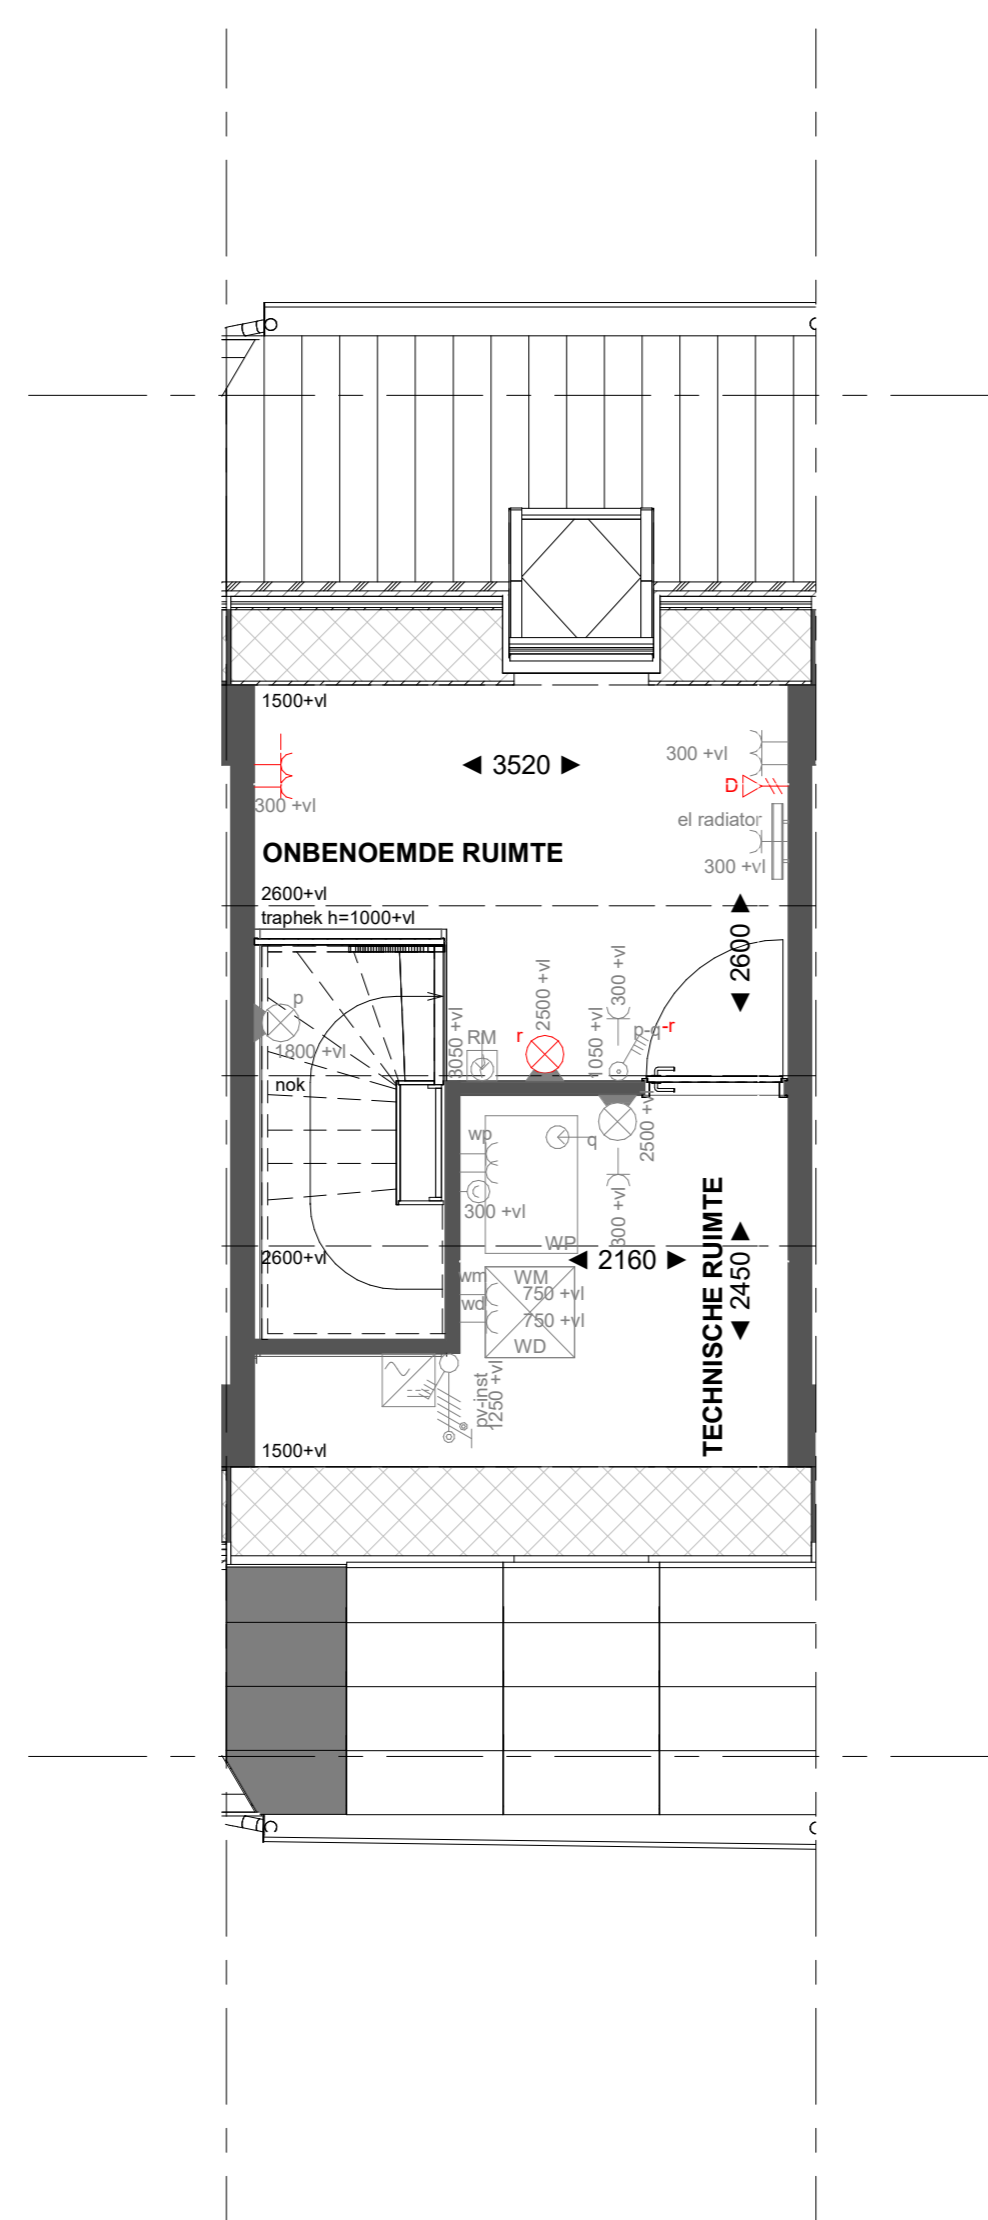 1500+vl
3520
300 +vl
D
300 +vl
el radiator
300 +vl
ONBENOEMDE RUIMTE
2600+vl
traphek h=1000+vl
2600
p
1800 +vl
3050 +vl
RM
r
2500 +vl
1050 +vl
300 +vl
p-q-r
nok
2500 +vl
wp
q
300 +vl
300 +vl
WP
2600+vl
2160
2450
TECHNISCHE RUIMTE
wm
WM
750 +vl
wd
750 +vl
WD
pv-inst
1250 +vl
1500+vl